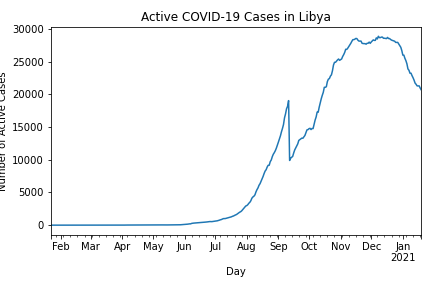 Active COVID-19 Cases in Libya
30000
25000
20000
15000
10000
5000
0
Number of Active Cases
Feb Mar Apr May Jun Jul Aug Sep Oct Nov Dec Jan
2021
Day